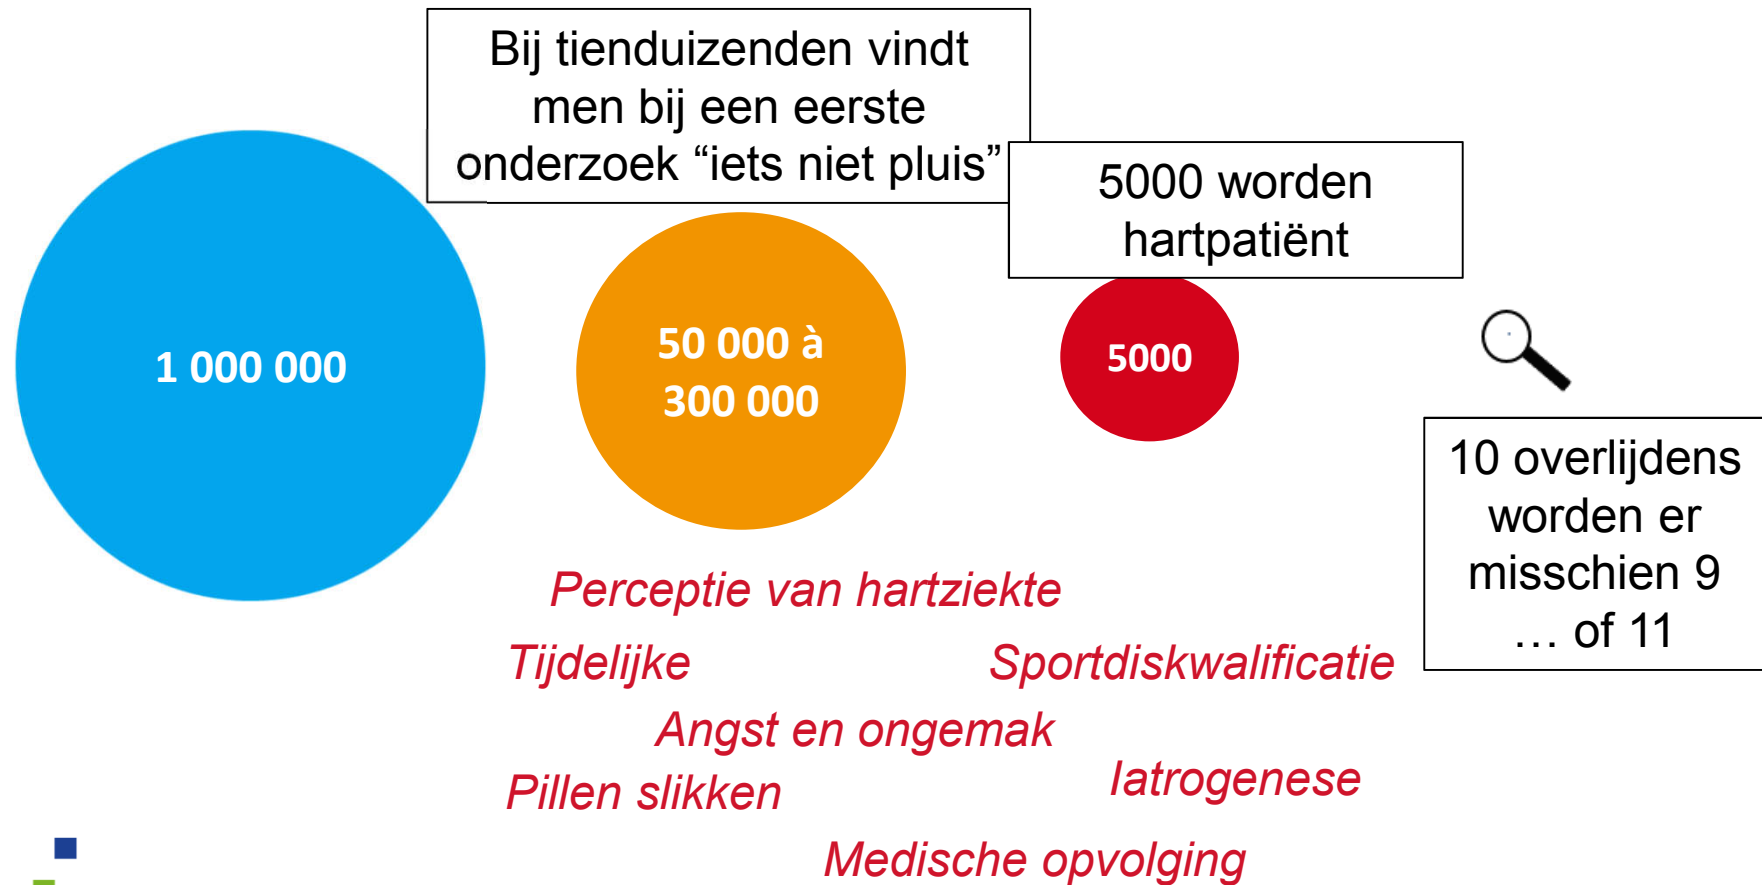 Bij tienduizenden vindt
men bij een eerste
onderzoek “iets niet pluis”
5000 worden
hartpatiënt
1 000 000
50 000 à
300 000
5000
10 overlijdens
worden er
misschien 9
… of 11
Perceptie van hartziekte
Tijdelijke
Sportdiskwalificatie
Angst en ongemak
Pillen slikken
Iatrogenese
Medische opvolging